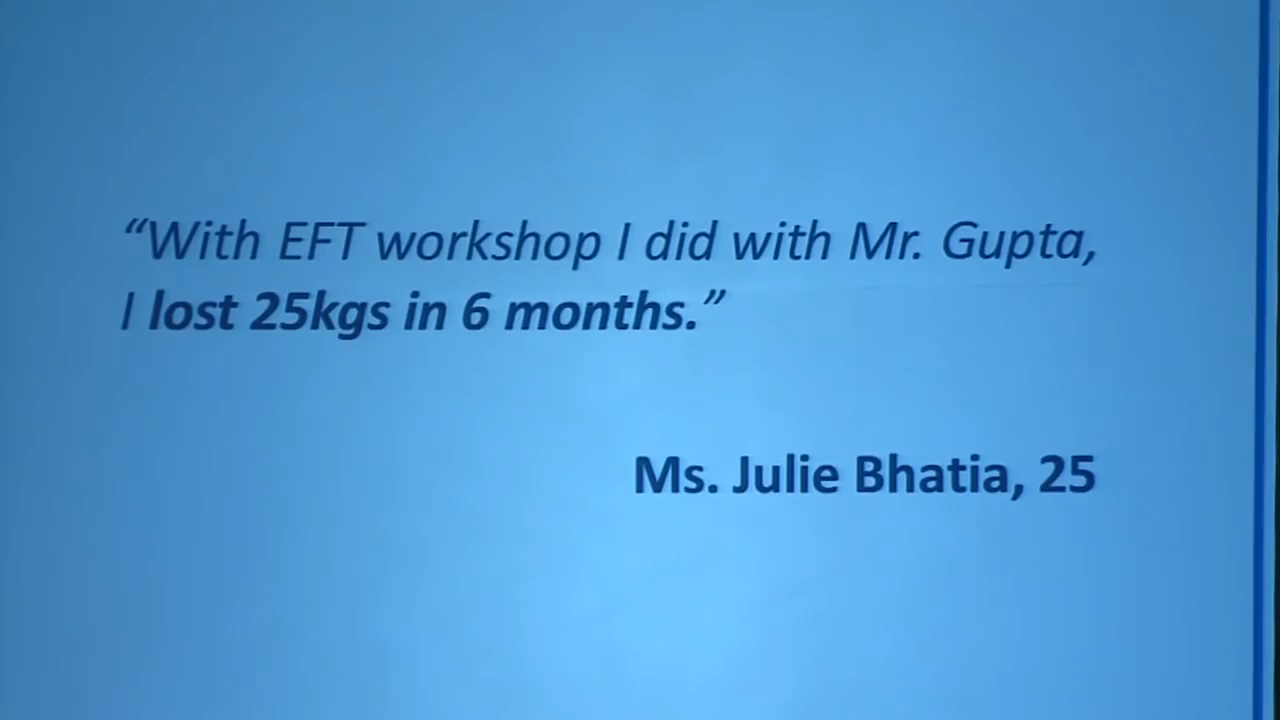 “With EFT workshop I did with Mr. Gupta,
I lost 25kgs in 6 months.”
Ms. Julie Bhatia, 25